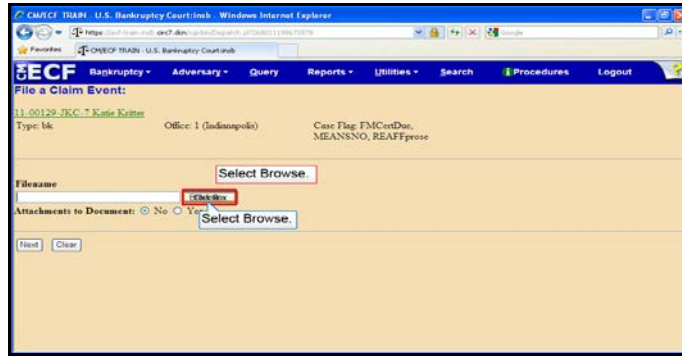 CM/ECF TRAIN - U.S. Bankruptcy Court:insb - Windows Internet Explorer
Google
Favorites CM/ECF TRAIN - U.S. Bankruptcy Court:insb
ECF Bankruptcy Adversary Query Reports Utilities Search Procedures Logout
File a Claim Event:
11-00129-JKC-7 Katie Kritter
Type: bk Office: 1 (Indianapolis) Case Flag: FMCertDue,
MEANSNO, REAFFprose
Select Browse.
Filename
Attachments to Document: No Yes
Select Browse.
Next Clear